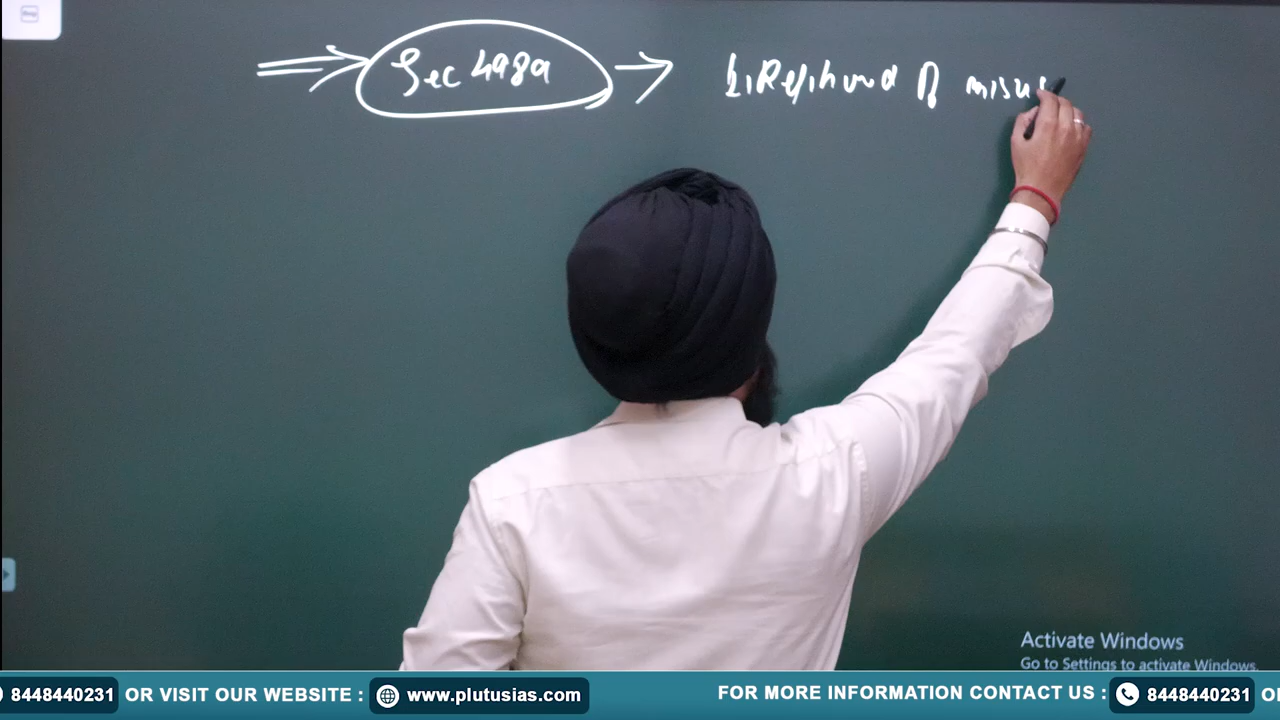 Sec 498a → Likelihood of misus
Activate Windows
Go to Settings to activate Windows.
8448440231 OR VISIT OUR WEBSITE : www.plutusias.com FOR MORE INFORMATION CONTACT US : 8448440231 O